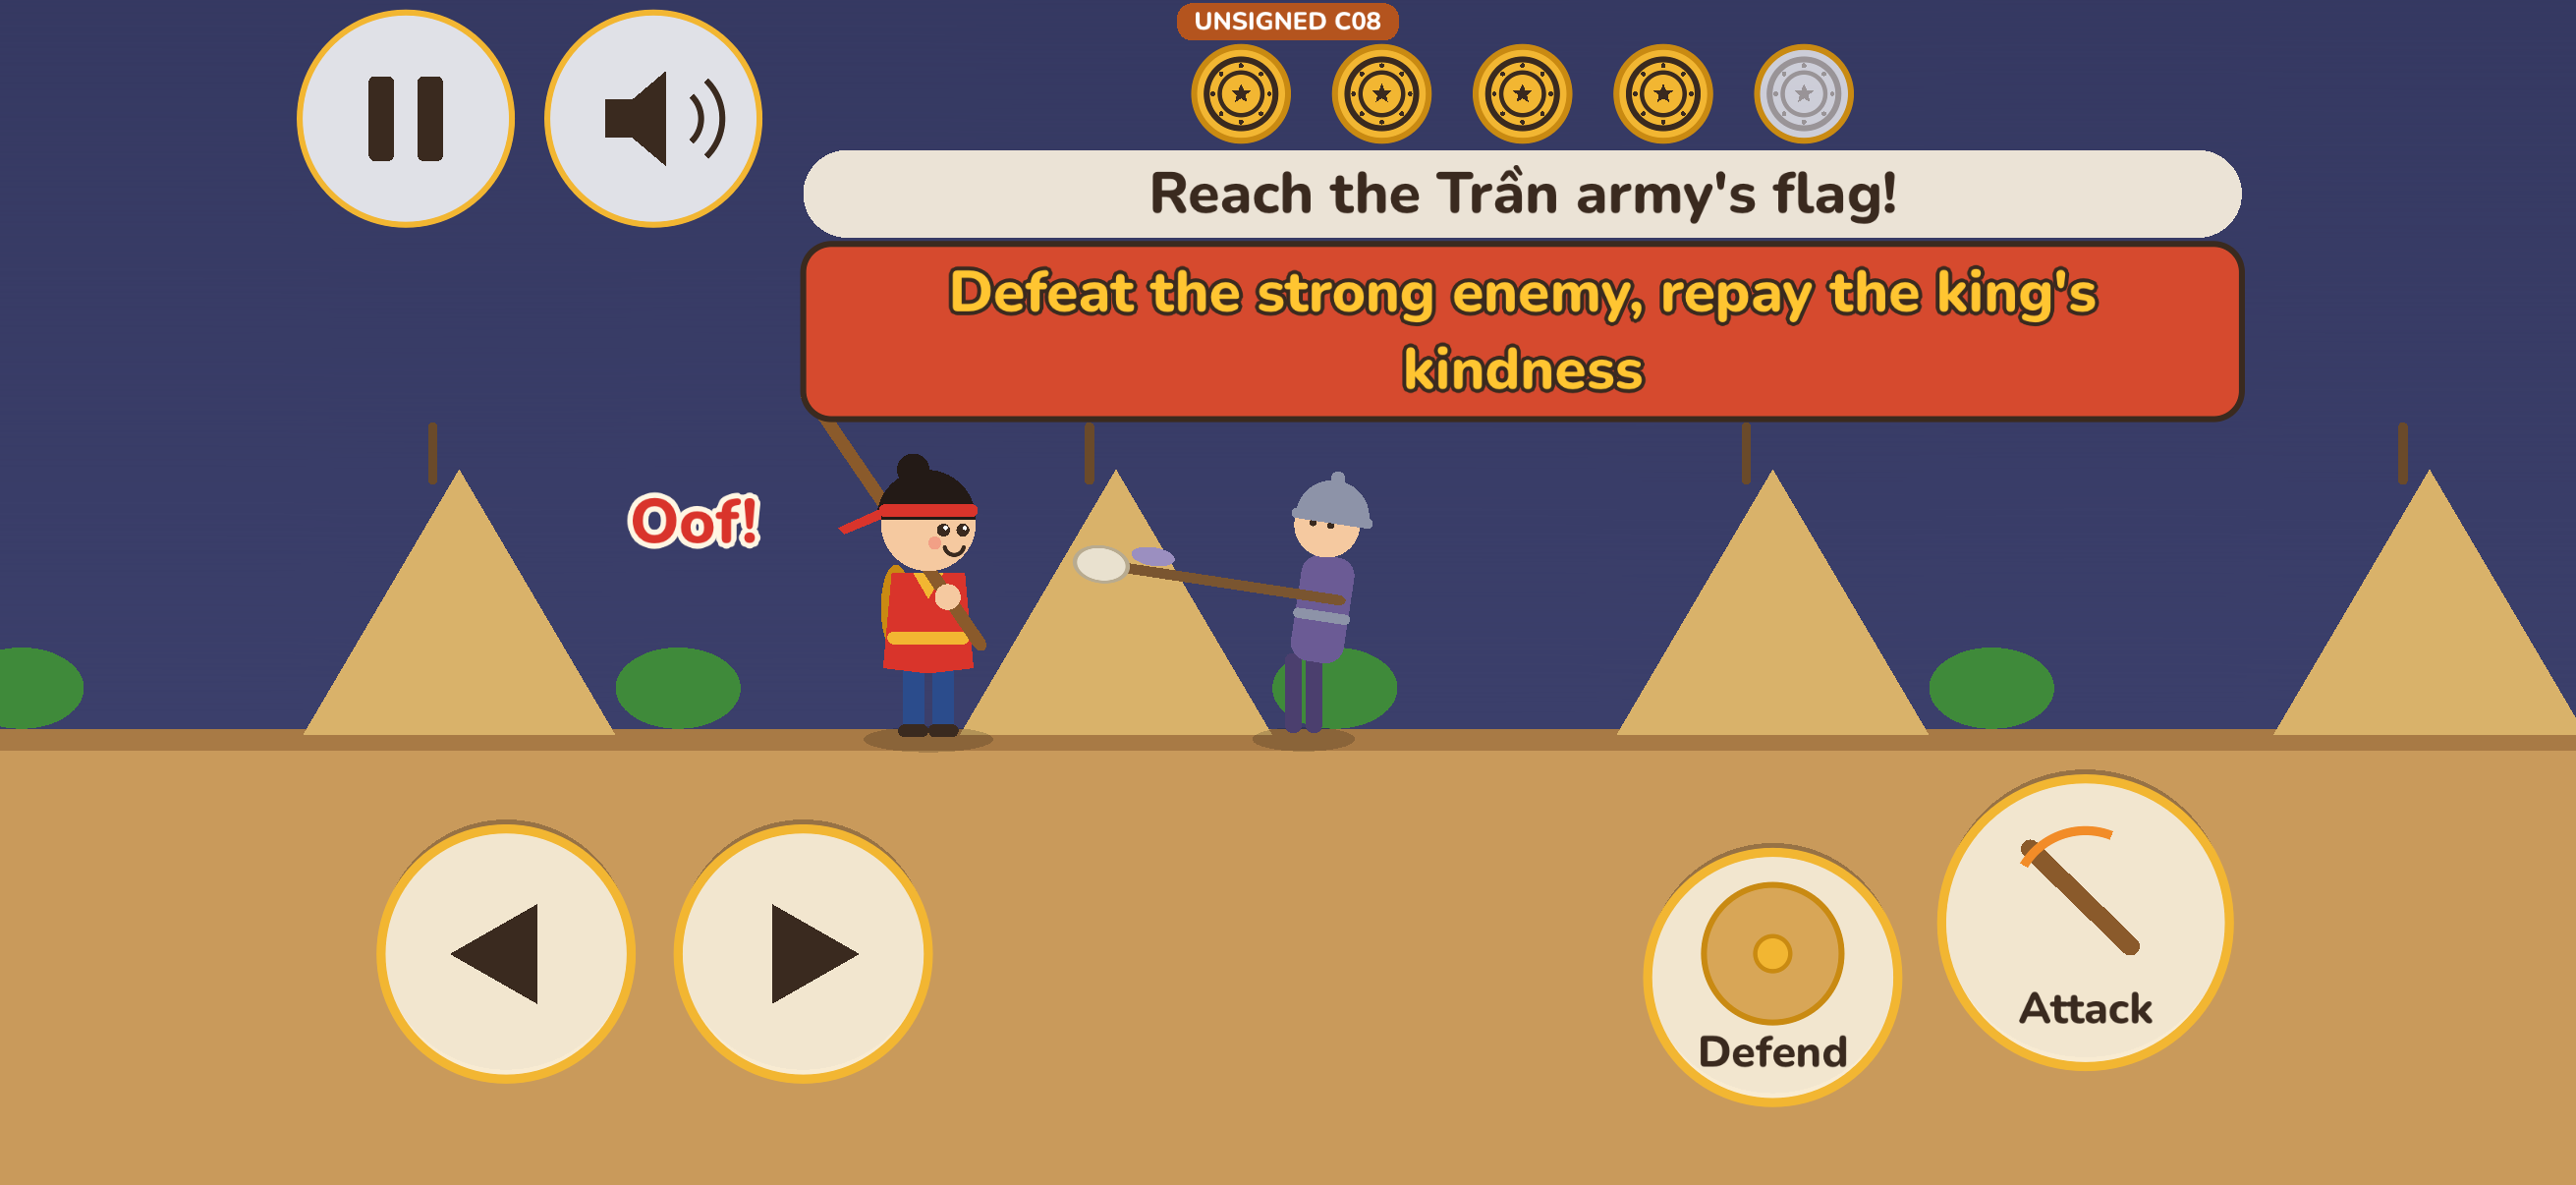 UNSIGNED C08
Reach the Trần army's flag!
Defeat the strong enemy, repay the king's
kindness
Oof!
Defend
Attack